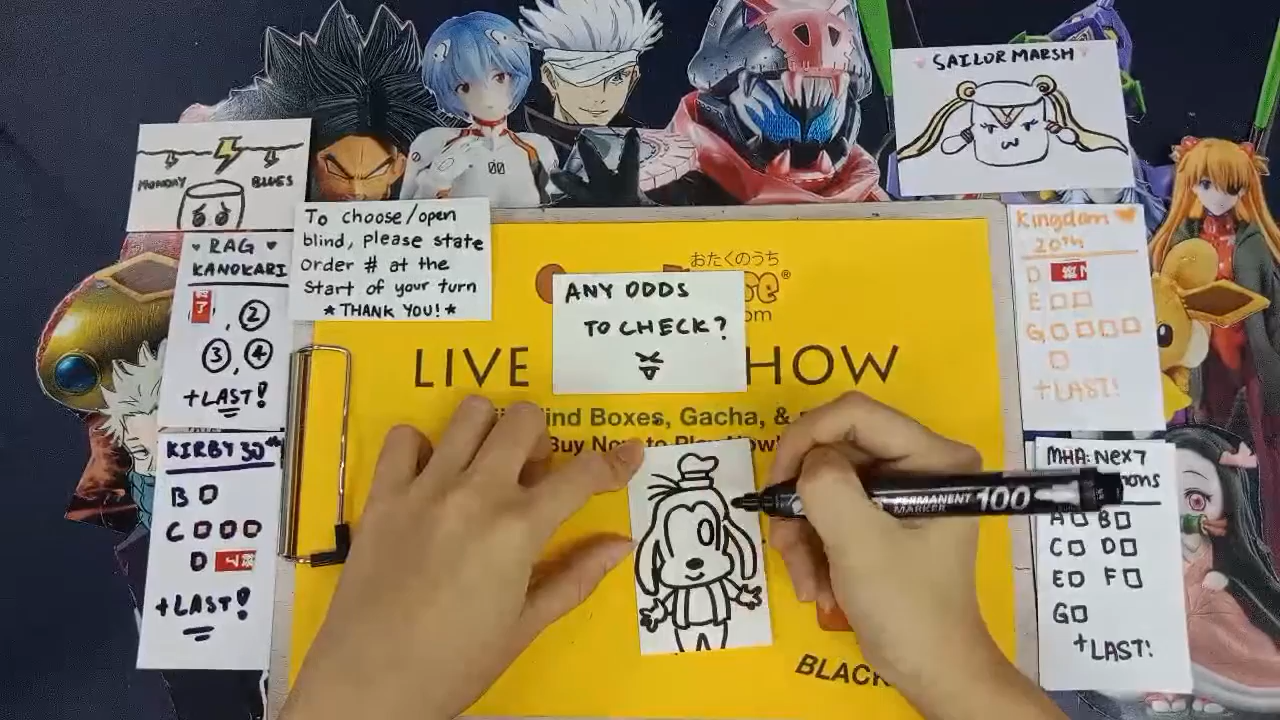 SAILOR MARSH
MONDAY BLUES
00
To choose/open
blind, please state
Order # at the
Start of your turn
★ THANK YOU! ★
♥ RAG ♥
KANOKARI
, ②
③, ④
+LAST!
KIRBY 30th
B □
C □ □ □
D
+LAST!
おたくのうち
ANY ODDS
TO CHECK?
LIVE HOW
ind Boxes, Gacha, &
Buy Now to Play Now!
BLACK
PERMANENT
MARKER 100
Kingdom
20th
D
E □ □
G □ □ □ □
□
+LAST!
MHA: NEXT
ons
A □ B □
C □ D □
E □ F □
G □
+LAST!